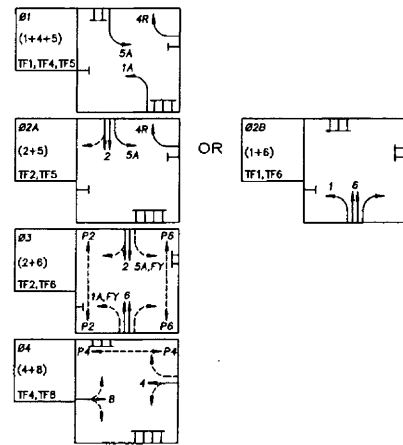 Ø1
(1+4+5)
TF1, TF4, TF5
4R
5A
1A
Ø2A
(2+5)
TF2, TF5
4R
2
5A
OR
Ø2B
(1+6)
TF1, TF6
1
6
Ø3
(2+6)
TF2, TF6
P2
P6
2
5A,FY
1A,FY
6
P2
P6
Ø4
(4+8)
TF4, TF8
P4
P4
4
8